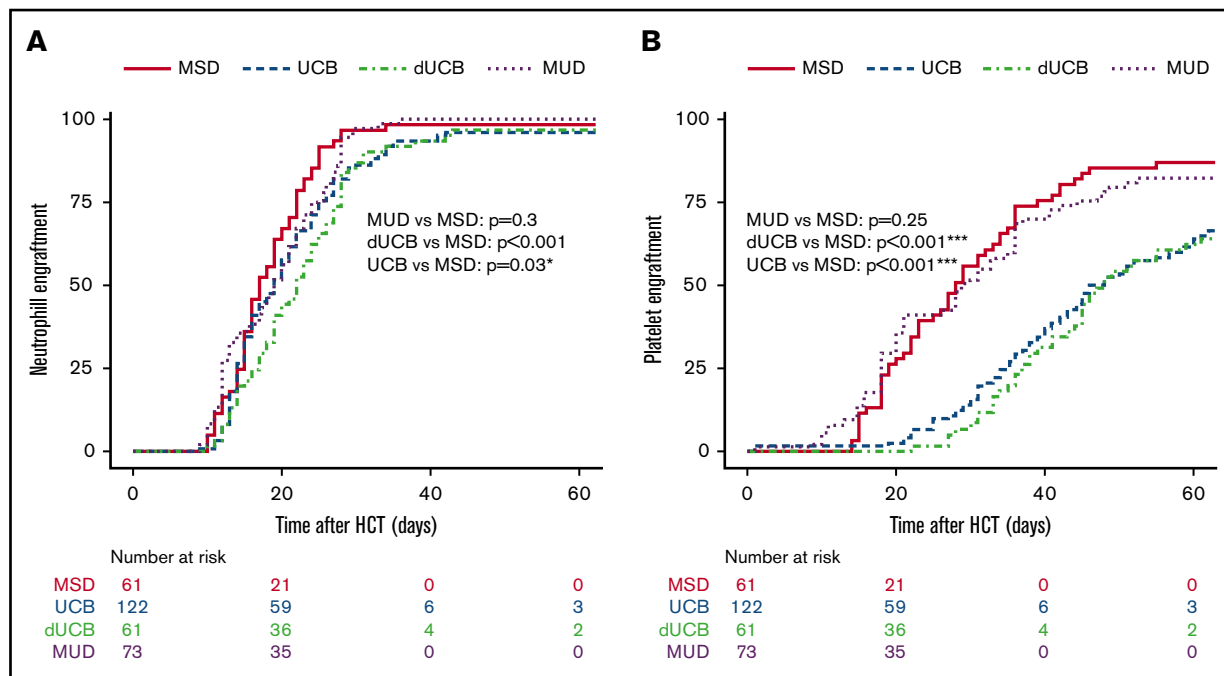 A
MSD UCB dUCB MUD
Neutrophill engraftment
100
75
50
25
0
MUD vs MSD: p=0.3
dUCB vs MSD: p<0.001
UCB vs MSD: p=0.03*
0 20 40 60
Time after HCT (days)
Number at risk
MSD 61 21 0 0
UCB 122 59 6 3
dUCB 61 36 4 2
MUD 73 35 0 0
B
MSD UCB dUCB MUD
Platelet engraftment
100
75
50
25
0
MUD vs MSD: p=0.25
dUCB vs MSD: p<0.001***
UCB vs MSD: p<0.001***
0 20 40 60
Time after HCT (days)
Number at risk
MSD 61 21 0 0
UCB 122 59 6 3
dUCB 61 36 4 2
MUD 73 35 0 0